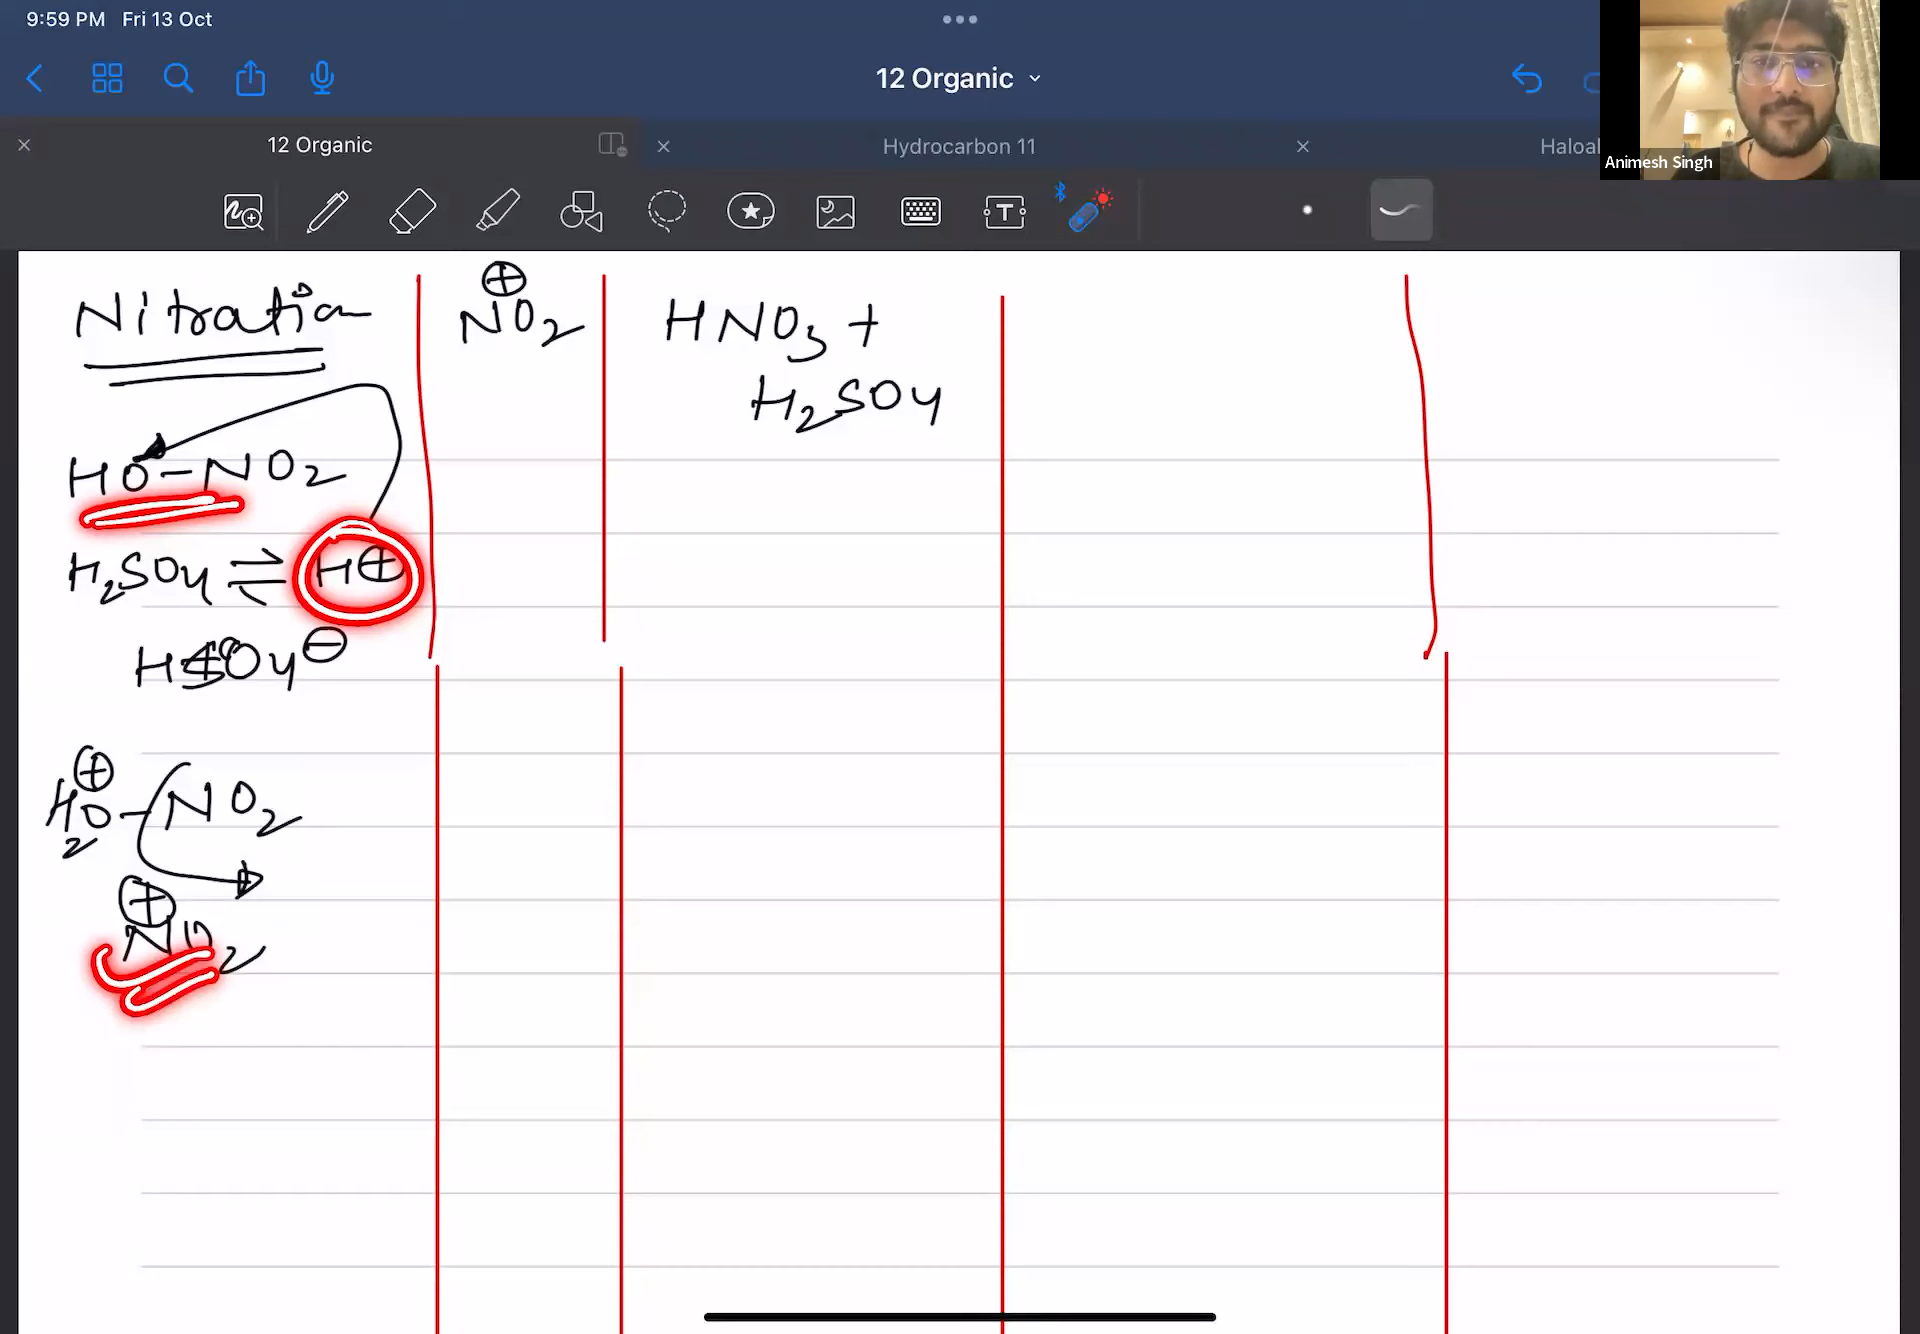 9:59 PM Fri 13 Oct
12 Organic
12 Organic
Hydrocarbon 11
Haloal
Animesh Singh
T
Nitration
⊕
NO2
HNO3 +
H2SO4
HO-NO2
H2SO4 ⇌ H⊕
HSO4⊖
⊕
H2O-NO2
⊕
NO2